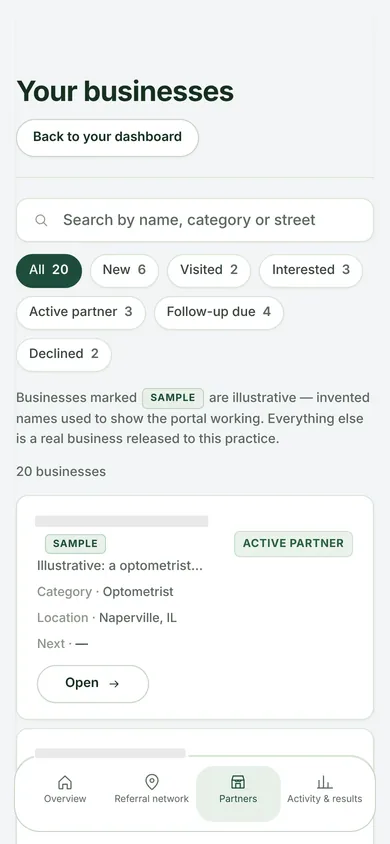 Your businesses
Back to your dashboard
Search by name, category or street
All 20
New 6
Visited 2
Interested 3
Active partner 3
Follow-up due 4
Declined 2
Businesses marked SAMPLE are illustrative — invented
names used to show the portal working. Everything else
is a real business released to this practice.
20 businesses
SAMPLE
ACTIVE PARTNER
Illustrative: a optometrist...
Category · Optometrist
Location · Naperville, IL
Next · —
Open →
Overview
Referral network
Partners
Activity & results